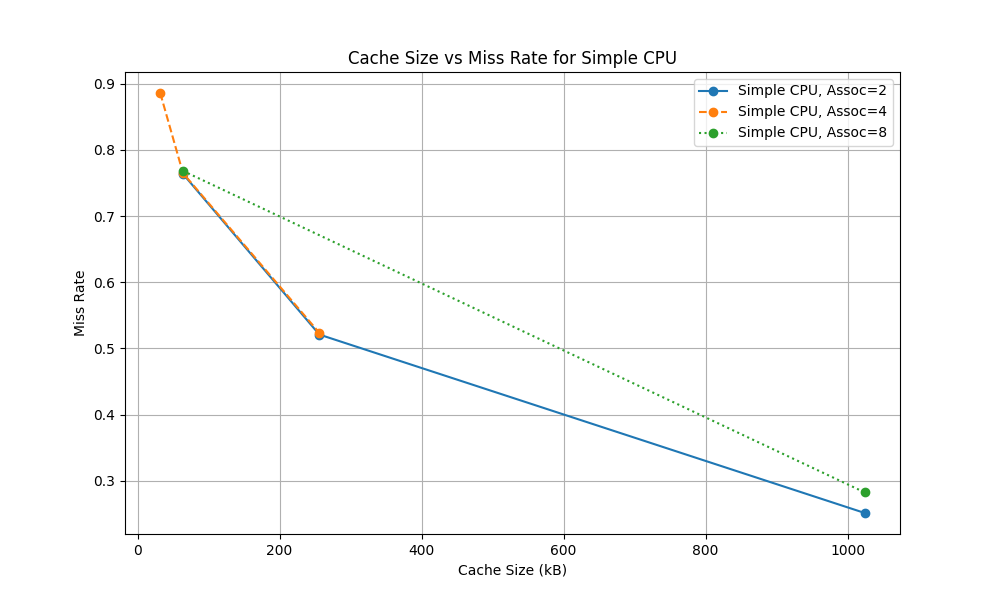 Cache Size vs Miss Rate for Simple CPU
Simple CPU, Assoc=2
Simple CPU, Assoc=4
Simple CPU, Assoc=8
Miss Rate
0.9
0.8
0.7
0.6
0.5
0.4
0.3
0
200
400
600
800
1000
Cache Size (kB)